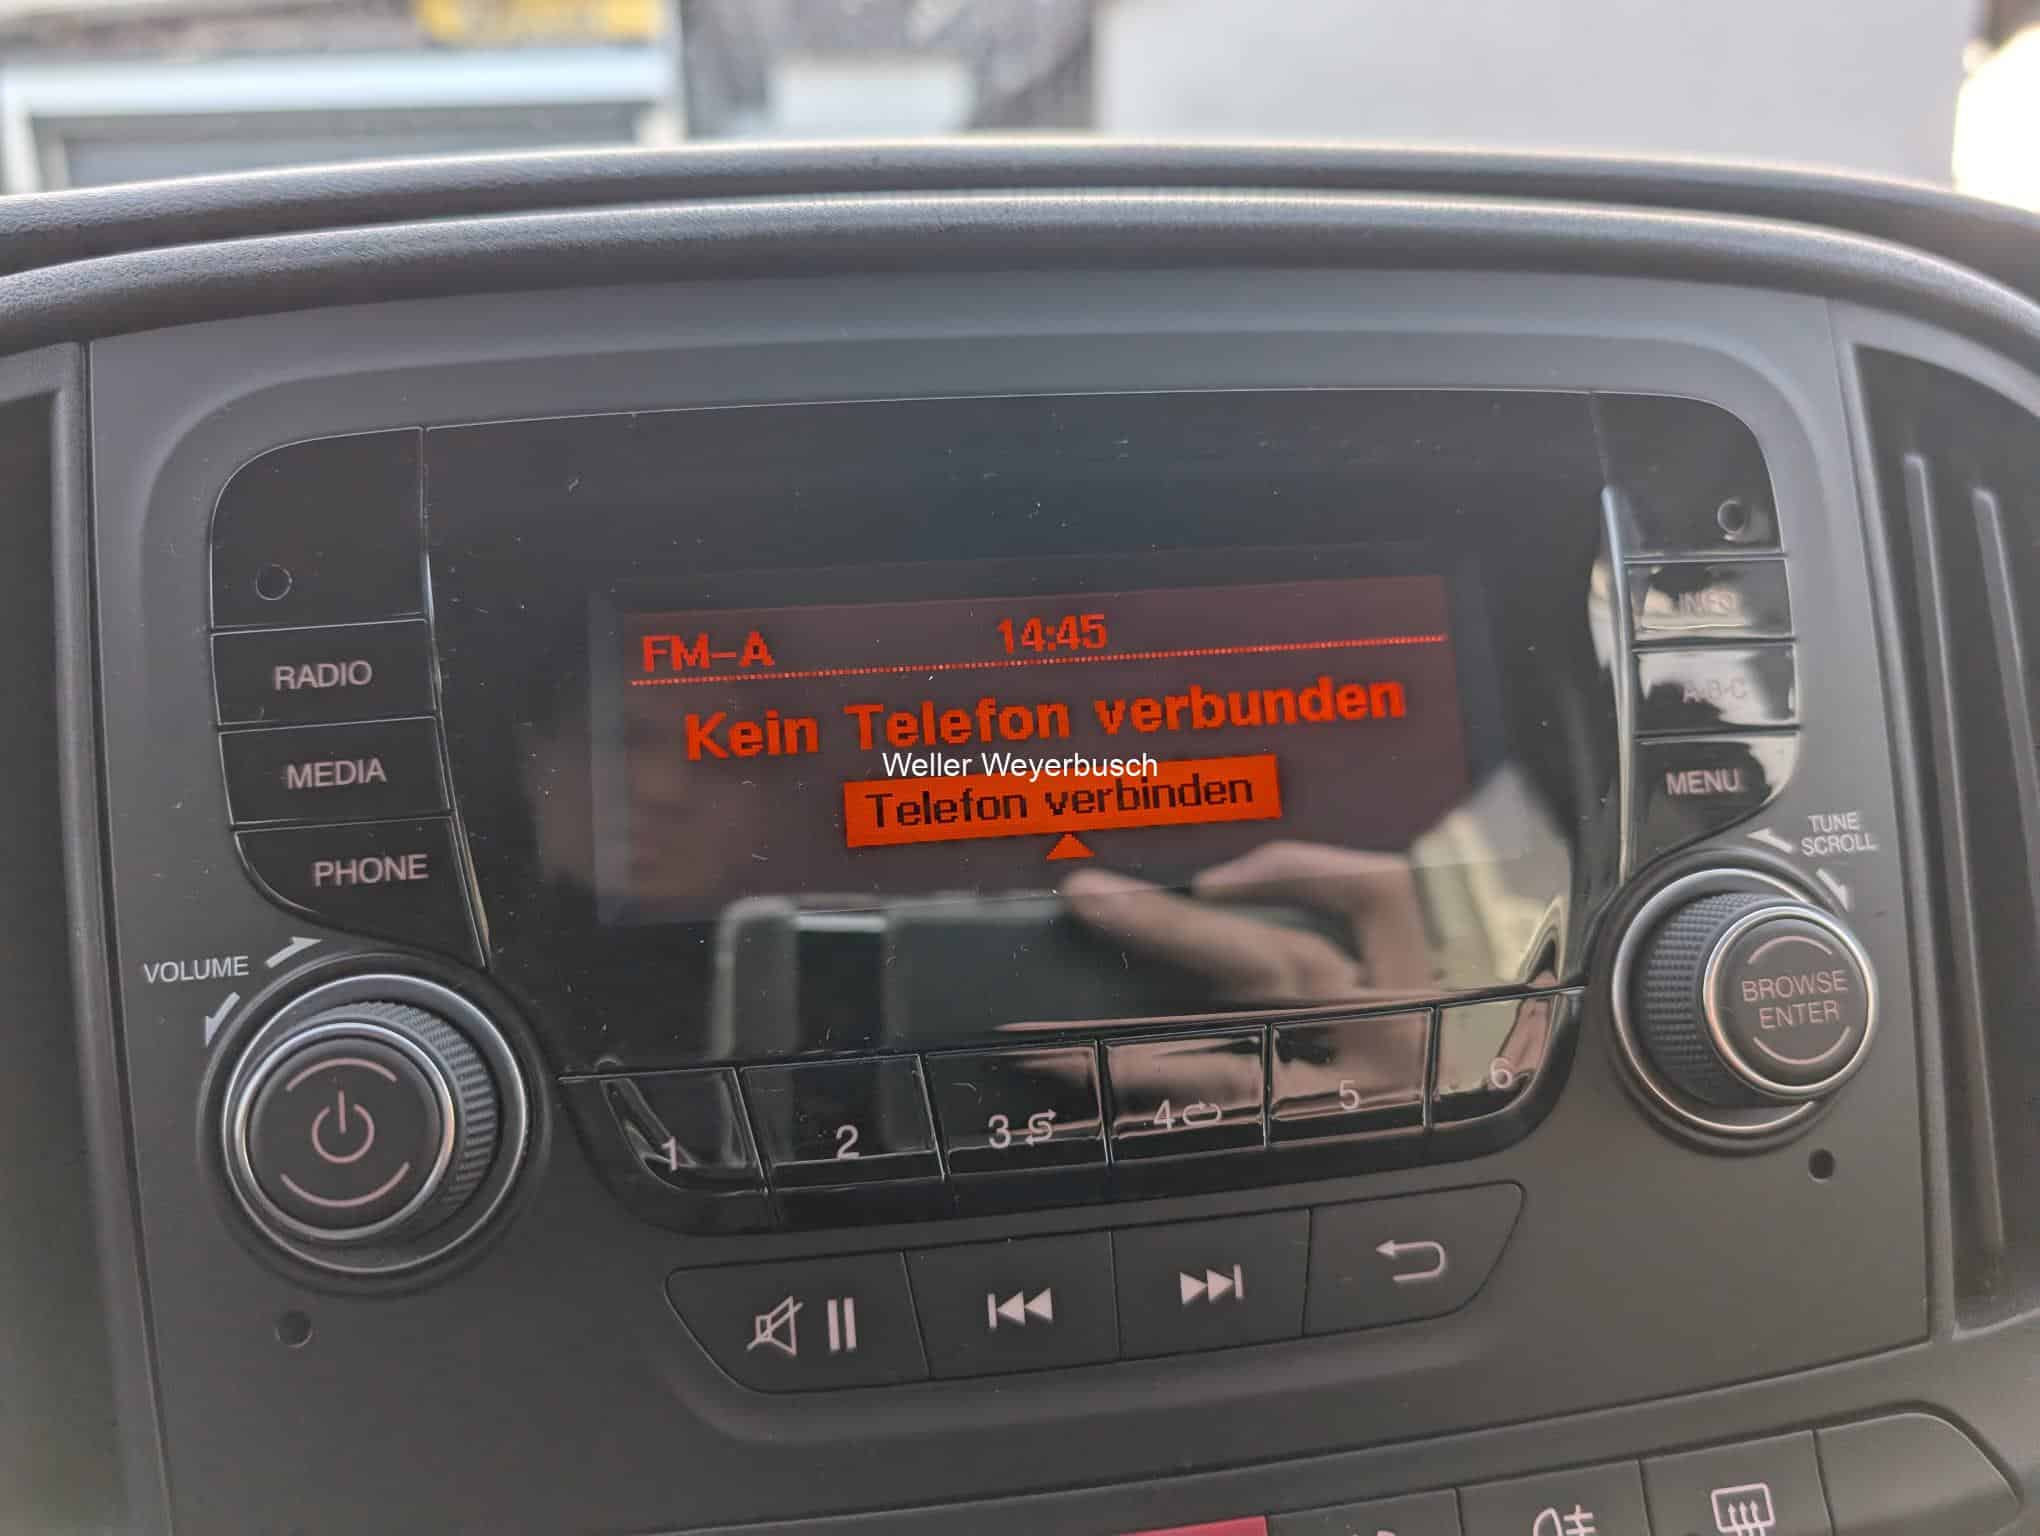 FM-A 14:45
Kein Telefon verbunden
Weller Weyerbusch
Telefon verbinden
RADIO
MEDIA
PHONE
VOLUME
INFO
A-B-C
MENU
TUNE
SCROLL
BROWSE
ENTER
1 2 3 4 5 6